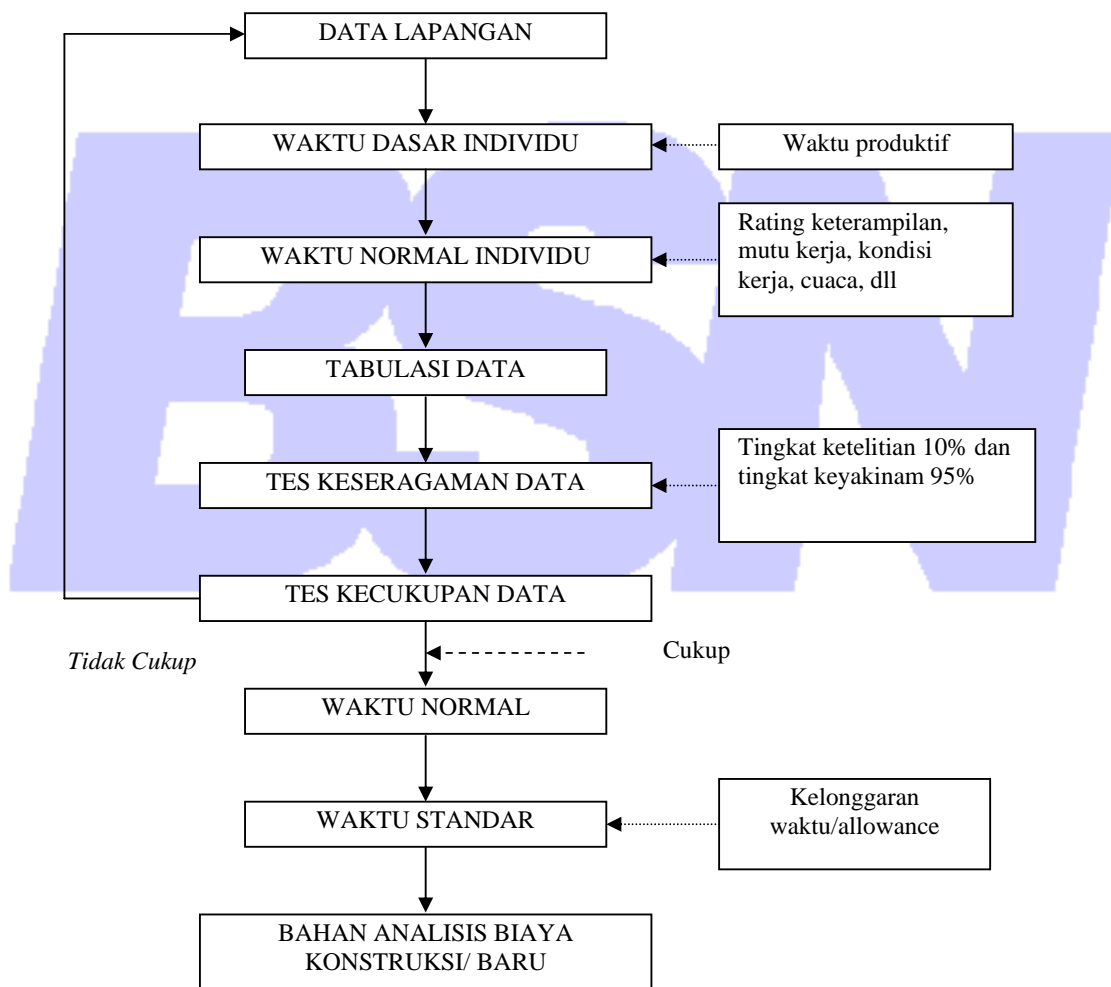 DATA LAPANGAN
WAKTU DASAR INDIVIDU
Waktu produktif
WAKTU NORMAL INDIVIDU
Rating keterampilan,
mutu kerja, kondisi
kerja, cuaca, dll
TABULASI DATA
TES KESERAGAMAN DATA
Tingkat ketelitian 10% dan
tingkat keyakinam 95%
TES KECUKUPAN DATA
Tidak Cukup
Cukup
WAKTU NORMAL
WAKTU STANDAR
Kelonggaran
waktu/allowance
BAHAN ANALISIS BIAYA
KONSTRUKSI/ BARU
BSN